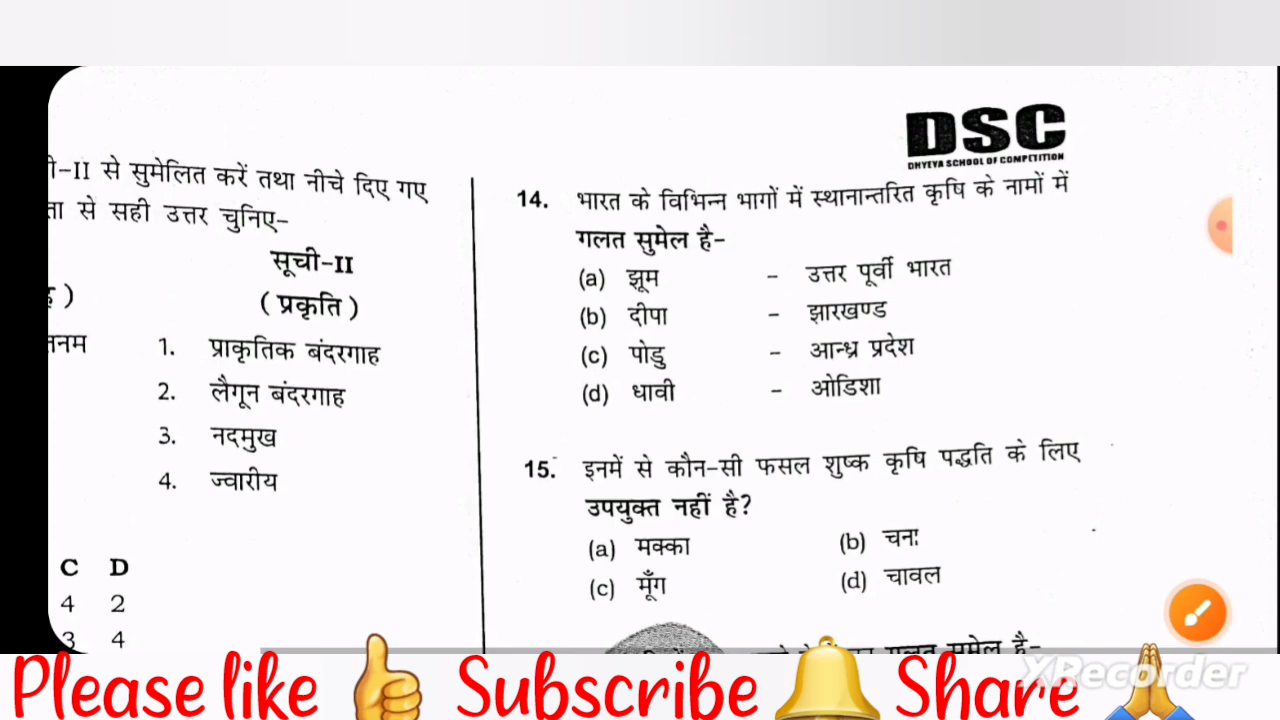 DSC
DHYEYA SCHOOL OF COMPETITION
-II से सुमेलित करें तथा नीचे दिए गए
से सही उत्तर चुनिए–
सूची-II
(प्रकृति)
1. प्राकृतिक बंदरगाह
2. लैगून बंदरगाह
3. नदमुख
4. ज्वारीय
C D
4 2
3 4
14. भारत के विभिन्न भागों में स्थानान्तरित कृषि के नामों में
गलत सुमेल है–
(a) झूम – उत्तर पूर्वी भारत
(b) दीपा – झारखण्ड
(c) पोडु – आन्ध्र प्रदेश
(d) धावी – ओडिशा
15. इनमें से कौन-सी फसल शुष्क कृषि पद्धति के लिए
उपयुक्त नहीं है?
(a) मक्का (b) चना
(c) मूँग (d) चावल
गलत सुमेल है–
Please like Subscribe Share
XRecorder